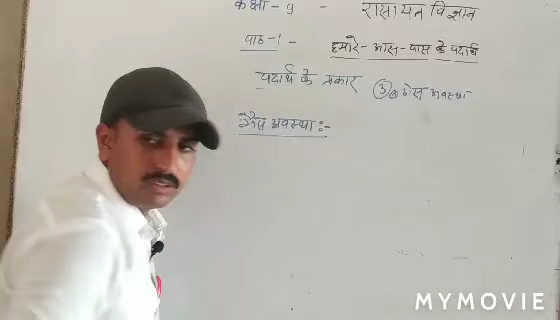 कक्षा - 9 - रासायन विज्ञान
पाठ-1 हमारे-आस-पास के पदार्थ
पदार्थ के प्रकार ③ ठोस अवस्था
गैस अवस्था :-
MYMOVIE